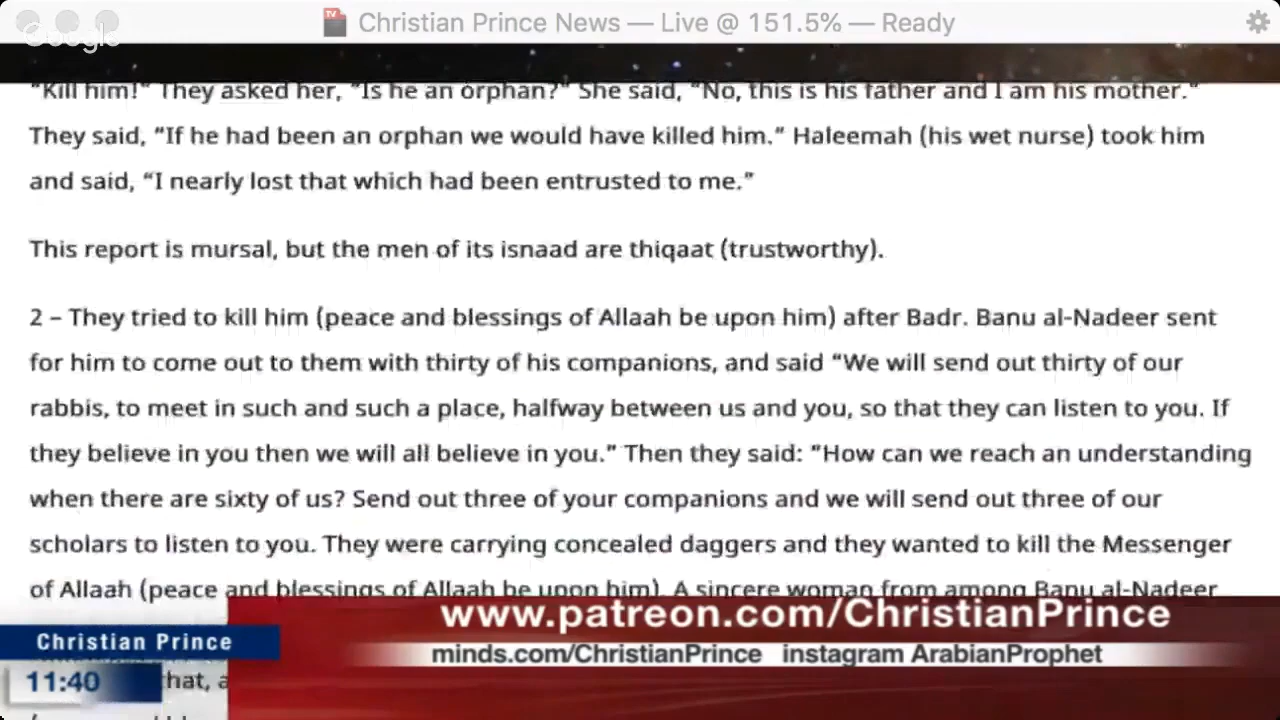 Christian Prince News — Live @ 151.5% — Ready
Google
"Kill him!" They asked her, "Is he an orphan?" She said, "No, this is his father and I am his mother."
They said, "If he had been an orphan we would have killed him." Haleemah (his wet nurse) took him
and said, "I nearly lost that which had been entrusted to me."
This report is mursal, but the men of its isnaad are thiqaat (trustworthy).
2 – They tried to kill him (peace and blessings of Allaah be upon him) after Badr. Banu al-Nadeer sent
for him to come out to them with thirty of his companions, and said "We will send out thirty of our
rabbis, to meet in such and such a place, halfway between us and you, so that they can listen to you. If
they believe in you then we will all believe in you." Then they said: "How can we reach an understanding
when there are sixty of us? Send out three of your companions and we will send out three of our
scholars to listen to you. They were carrying concealed daggers and they wanted to kill the Messenger
of Allaah (peace and blessings of Allaah be upon him). A sincere woman from among Banu al-Nadeer
www.patreon.com/ChristianPrince
Christian Prince
minds.com/ChristianPrince instagram ArabianProphet
11:40